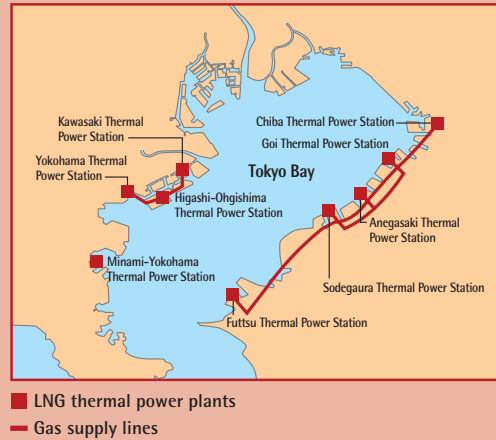 Kawasaki Thermal
Power Station
Yokohama Thermal
Power Station
Higashi-Ohgishima
Thermal Power Station
Minami-Yokohama
Thermal Power Station
Tokyo Bay
Chiba Thermal Power Station
Goi Thermal Power Station
Anegasaki Thermal
Power Station
Sodegaura Thermal Power Station
Futtsu Thermal Power Station
LNG thermal power plants
Gas supply lines